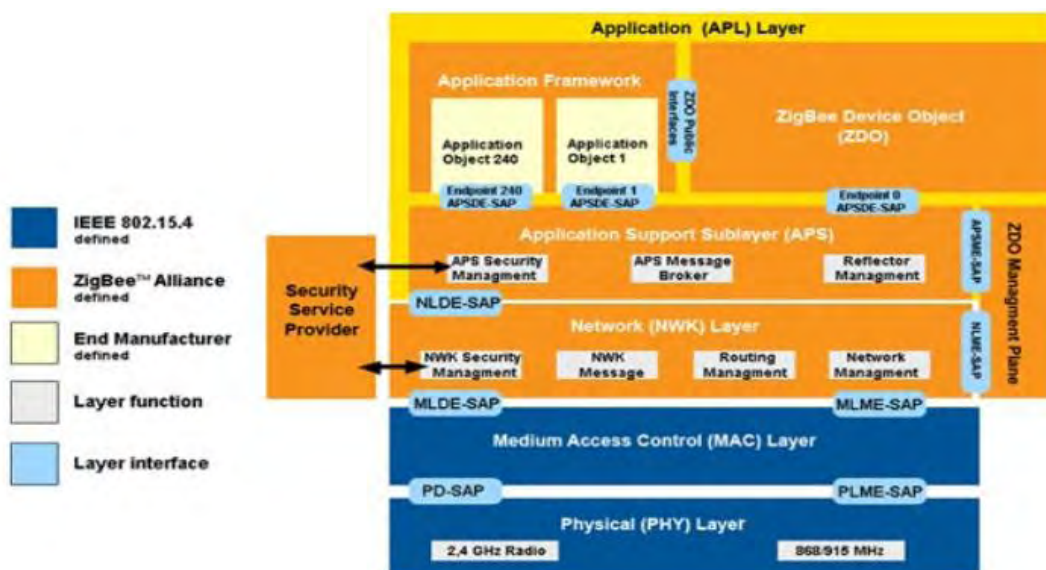 Application (APL) Layer
Application Framework
ZDO Public
Interfaces
ZigBee Device Object
(ZDO)
Application
Object 240
Application
Object 1
Endpoint 240
APSDE-SAP
Endpoint 1
APSDE-SAP
Endpoint 0
APSDE-SAP
IEEE 802.15.4
defined
ZigBee™ Alliance
defined
End Manufacturer
defined
Layer function
Layer interface
Security
Service
Provider
Application Support Sublayer (APS)
APS Security
Managment
APS Message
Broker
Reflector
Managment
APSME-SAP
ZDO Managment Plane
NLDE-SAP
Network (NWK) Layer
NWK Security
Managment
NWK
Message
Routing
Managment
Network
Managment
NLME-SAP
MLDE-SAP
MLME-SAP
Medium Access Control (MAC) Layer
PD-SAP
PLME-SAP
Physical (PHY) Layer
2,4 GHz Radio
868/915 MHz